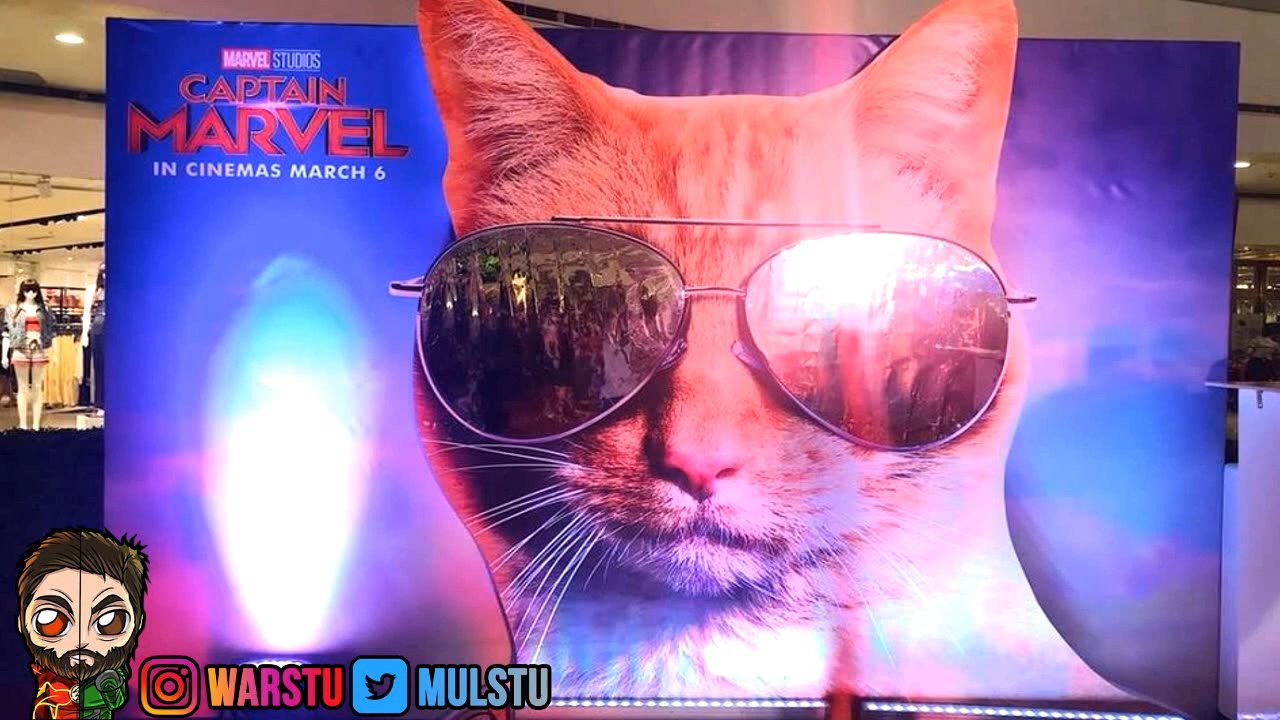 MARVEL STUDIOS
CAPTAIN
MARVEL
IN CINEMAS MARCH 6
WARSTU MULSTU